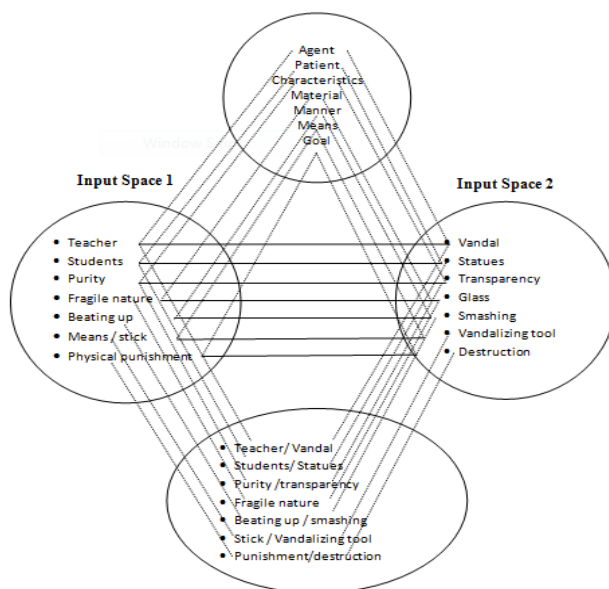 Agent
Patient
Characteristics
Material
Manner
Means
Goal
Input Space 1
Input Space 2
• Teacher
• Students
• Purity
• Fragile nature
• Beating up
• Means / stick
• Physical punishment
• Vandal
• Statues
• Transparency
• Glass
• Smashing
• Vandalizing tool
• Destruction
• Teacher/ Vandal
• Students/ Statues
• Purity /transparency
• Fragile nature
• Beating up / smashing
• Stick / Vandalizing tool
• Punishment/destruction